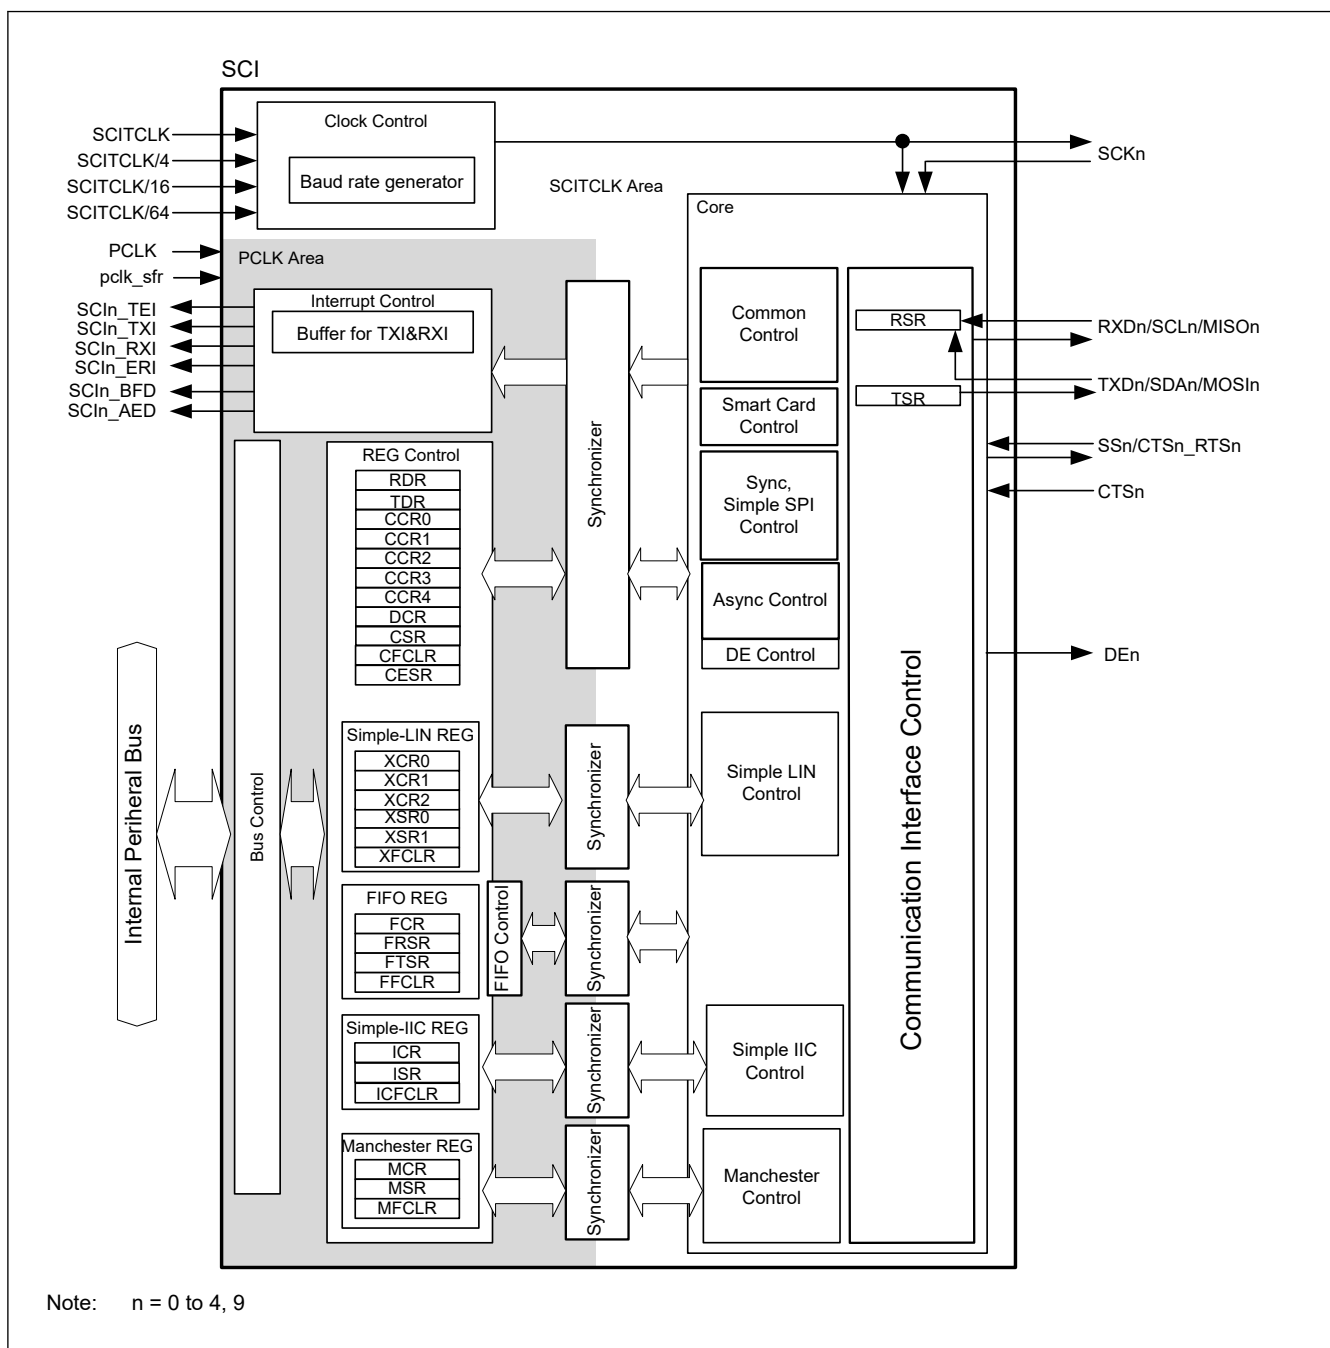 SCI
Clock Control
Baud rate generator
SCITCLK
SCITCLK/4
SCITCLK/16
SCITCLK/64
SCITCLK Area
SCKn
Core
PCLK
pclk_sfr
PCLK Area
SCIn_TEI
SCIn_TXI
SCIn_RXI
SCIn_ERI
SCIn_BFD
SCIn_AED
Interrupt Control
Buffer for TXI&RXI
REG Control
RDR
TDR
CCR0
CCR1
CCR2
CCR3
CCR4
DCR
CSR
CFCLR
CESR
Simple-LIN REG
XCR0
XCR1
XCR2
XSR0
XSR1
XFCLR
FIFO REG
FCR
FRSR
FTSR
FFCLR
FIFO Control
Simple-IIC REG
ICR
ISR
ICFCLR
Manchester REG
MCR
MSR
MFCLR
Internal Periheral Bus
Bus Control
Synchronizer
Synchronizer
Synchronizer
Synchronizer
Synchronizer
Common
Control
Smart Card
Control
Sync,
Simple SPI
Control
Async Control
DE Control
Simple LIN
Control
Simple IIC
Control
Manchester
Control
RSR
TSR
Communication Interface Control
RXDn/SCLn/MISOn
TXDn/SDAn/MOSIn
SSn/CTSn_RTSn
CTSn
DEn
Note: n = 0 to 4, 9